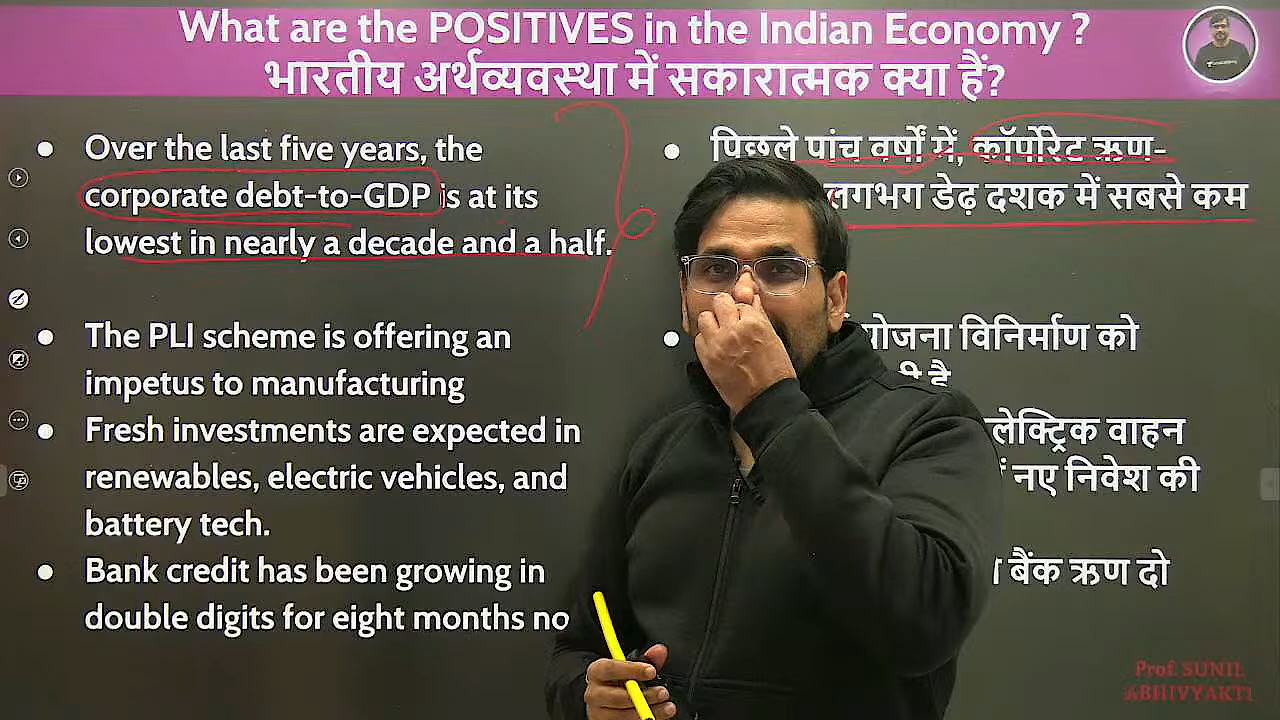 What are the POSITIVES in the Indian Economy ?
भारतीय अर्थव्यवस्था में सकारात्मक क्या हैं?
Over the last five years, the
corporate debt-to-GDP is at its
lowest in nearly a decade and a half.
The PLI scheme is offering an
impetus to manufacturing
Fresh investments are expected in
renewables, electric vehicles, and
battery tech.
Bank credit has been growing in
double digits for eight months no
पिछले पांच वर्षों में, कॉर्पोरेट ऋण-
लगभग डेढ़ दशक में सबसे कम
योजना विनिर्माण को
है
लेक्ट्रिक वाहन
नए निवेश की
बैंक ऋण दो
Prof. SUNIL
ABHIVYAKTI